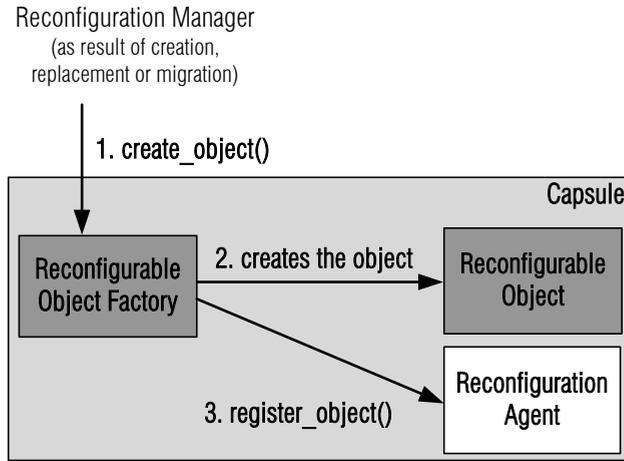 Reconfiguration Manager
(as result of creation,
replacement or migration)
1. create_object()
Capsule
Reconfigurable
Object Factory
2. creates the object
Reconfigurable
Object
3. register_object()
Reconfiguration
Agent